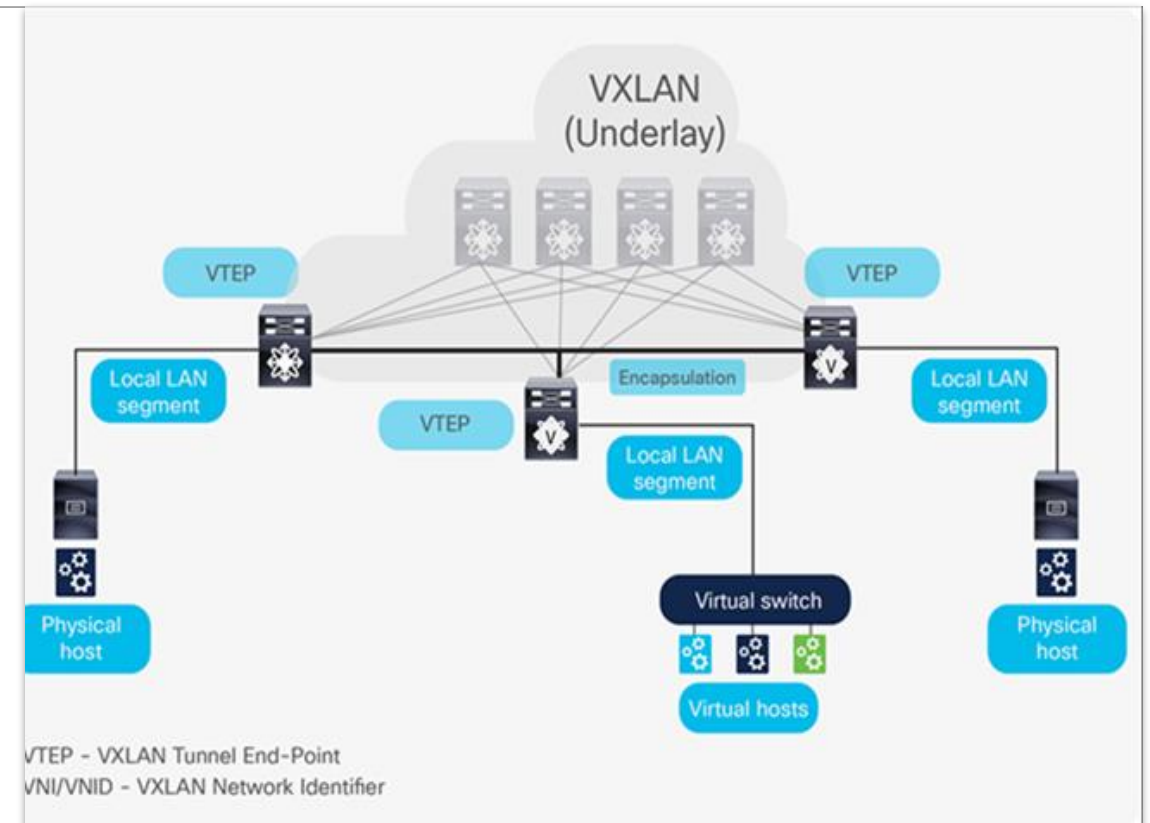 VXLAN
(Underlay)
VTEP
VTEP
Local LAN
segment
Encapsulation
Local LAN
segment
VTEP
Local LAN
segment
Virtual switch
Physical
host
Physical
host
Virtual hosts
VTEP - VXLAN Tunnel End-Point
VNI/VNID - VXLAN Network Identifier
V
V